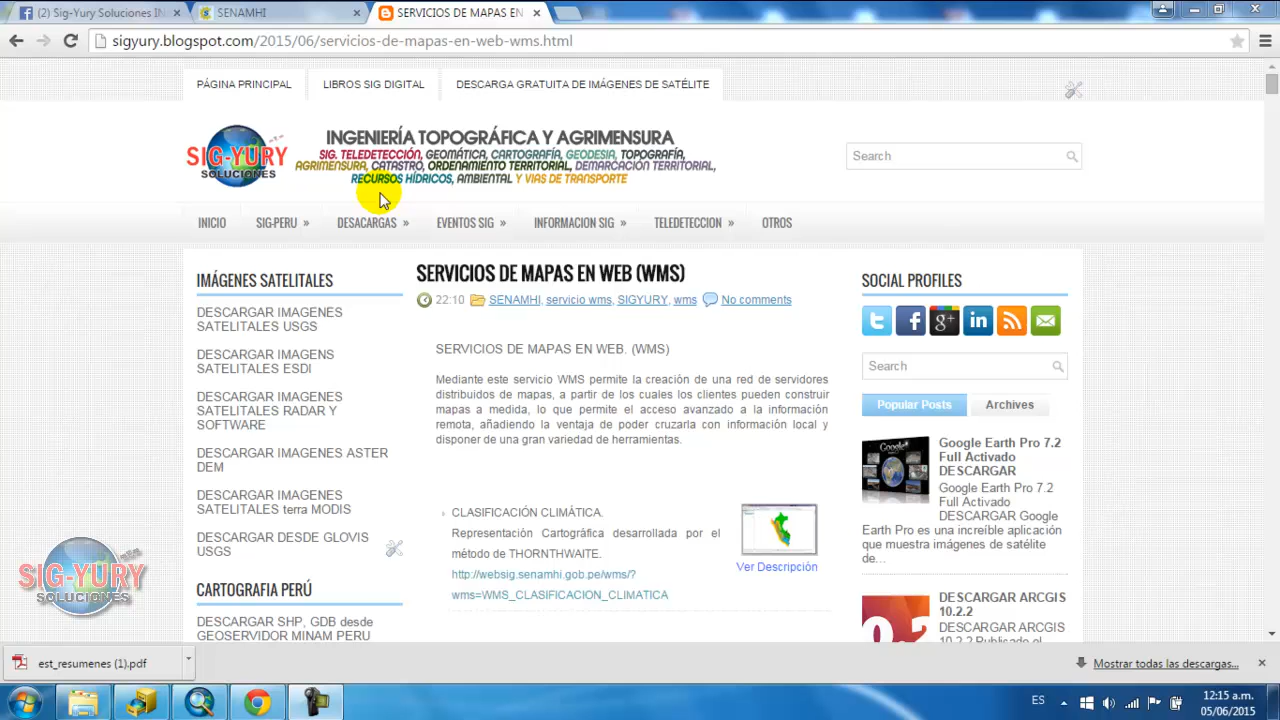 (2) Sig-Yury Soluciones IN
SENAMHI
SERVICIOS DE MAPAS EN
sigyury.blogspot.com/2015/06/servicios-de-mapas-en-web-wms.html
PÁGINA PRINCIPAL
LIBROS SIG DIGITAL
DESCARGA GRATUITA DE IMÁGENES DE SATÉLITE
SIG-YURY
SOLUCIONES
INGENIERÍA TOPOGRÁFICA Y AGRIMENSURA
SIG, TELEDETECCIÓN, GEOMÁTICA, CARTOGRAFÍA, GEODESIA, TOPOGRAFÍA,
AGRIMENSURA, CATASTRO, ORDENAMIENTO TERRITORIAL, DEMARCACIÓN TERRITORIAL,
RECURSOS HÍDRICOS, AMBIENTAL Y VIAS DE TRANSPORTE
Search
INICIO
SIG-PERU »
DESACARGAS »
EVENTOS SIG »
INFORMACION SIG »
TELEDETECCION »
OTROS
IMÁGENES SATELITALES
DESCARGAR IMAGENES
SATELITALES USGS
DESCARGAR IMAGENS
SATELITALES ESDI
DESCARGAR IMAGENES
SATELITALES RADAR Y
SOFTWARE
DESCARGAR IMAGENES ASTER
DEM
DESCARGAR IMAGENES
SATELITALES terra MODIS
DESCARGAR DESDE GLOVIS
USGS
CARTOGRAFIA PERÚ
DESCARGAR SHP, GDB desde
GEOSERVIDOR MINAM PERU
SERVICIOS DE MAPAS EN WEB (WMS)
22:10 SENAMHI, servicio wms, SIGYURY, wms No comments
SERVICIOS DE MAPAS EN WEB. (WMS)
Mediante este servicio WMS permite la creación de una red de servidores
distribuidos de mapas, a partir de los cuales los clientes pueden construir
mapas a medida, lo que permite el acceso avanzado a la información
remota, añadiendo la ventaja de poder cruzarla con información local y
disponer de una gran variedad de herramientas.
CLASIFICACIÓN CLIMÁTICA.
Representación Cartográfica desarrollada por el
método de THORNTHWAITE.
http://websig.senamhi.gob.pe/wms/?
wms=WMS_CLASIFICACION_CLIMATICA
Ver Descripción
SOCIAL PROFILES
Search
Popular Posts
Archives
Google
Google Earth Pro 7.2
Full Activado
DESCARGAR
Google Earth Pro 7.2
Full Activado
DESCARGAR Google
Earth Pro es una increíble aplicación
que muestra imágenes de satélite
de...
10.2
DESCARGAR ARCGIS
10.2.2
DESCARGAR ARCGIS
10.2.2 Publicado el
SIG-YURY
SOLUCIONES
est_resumenes (1).pdf
Mostrar todas las descargas...
ES
12:15 a.m.
05/06/2015